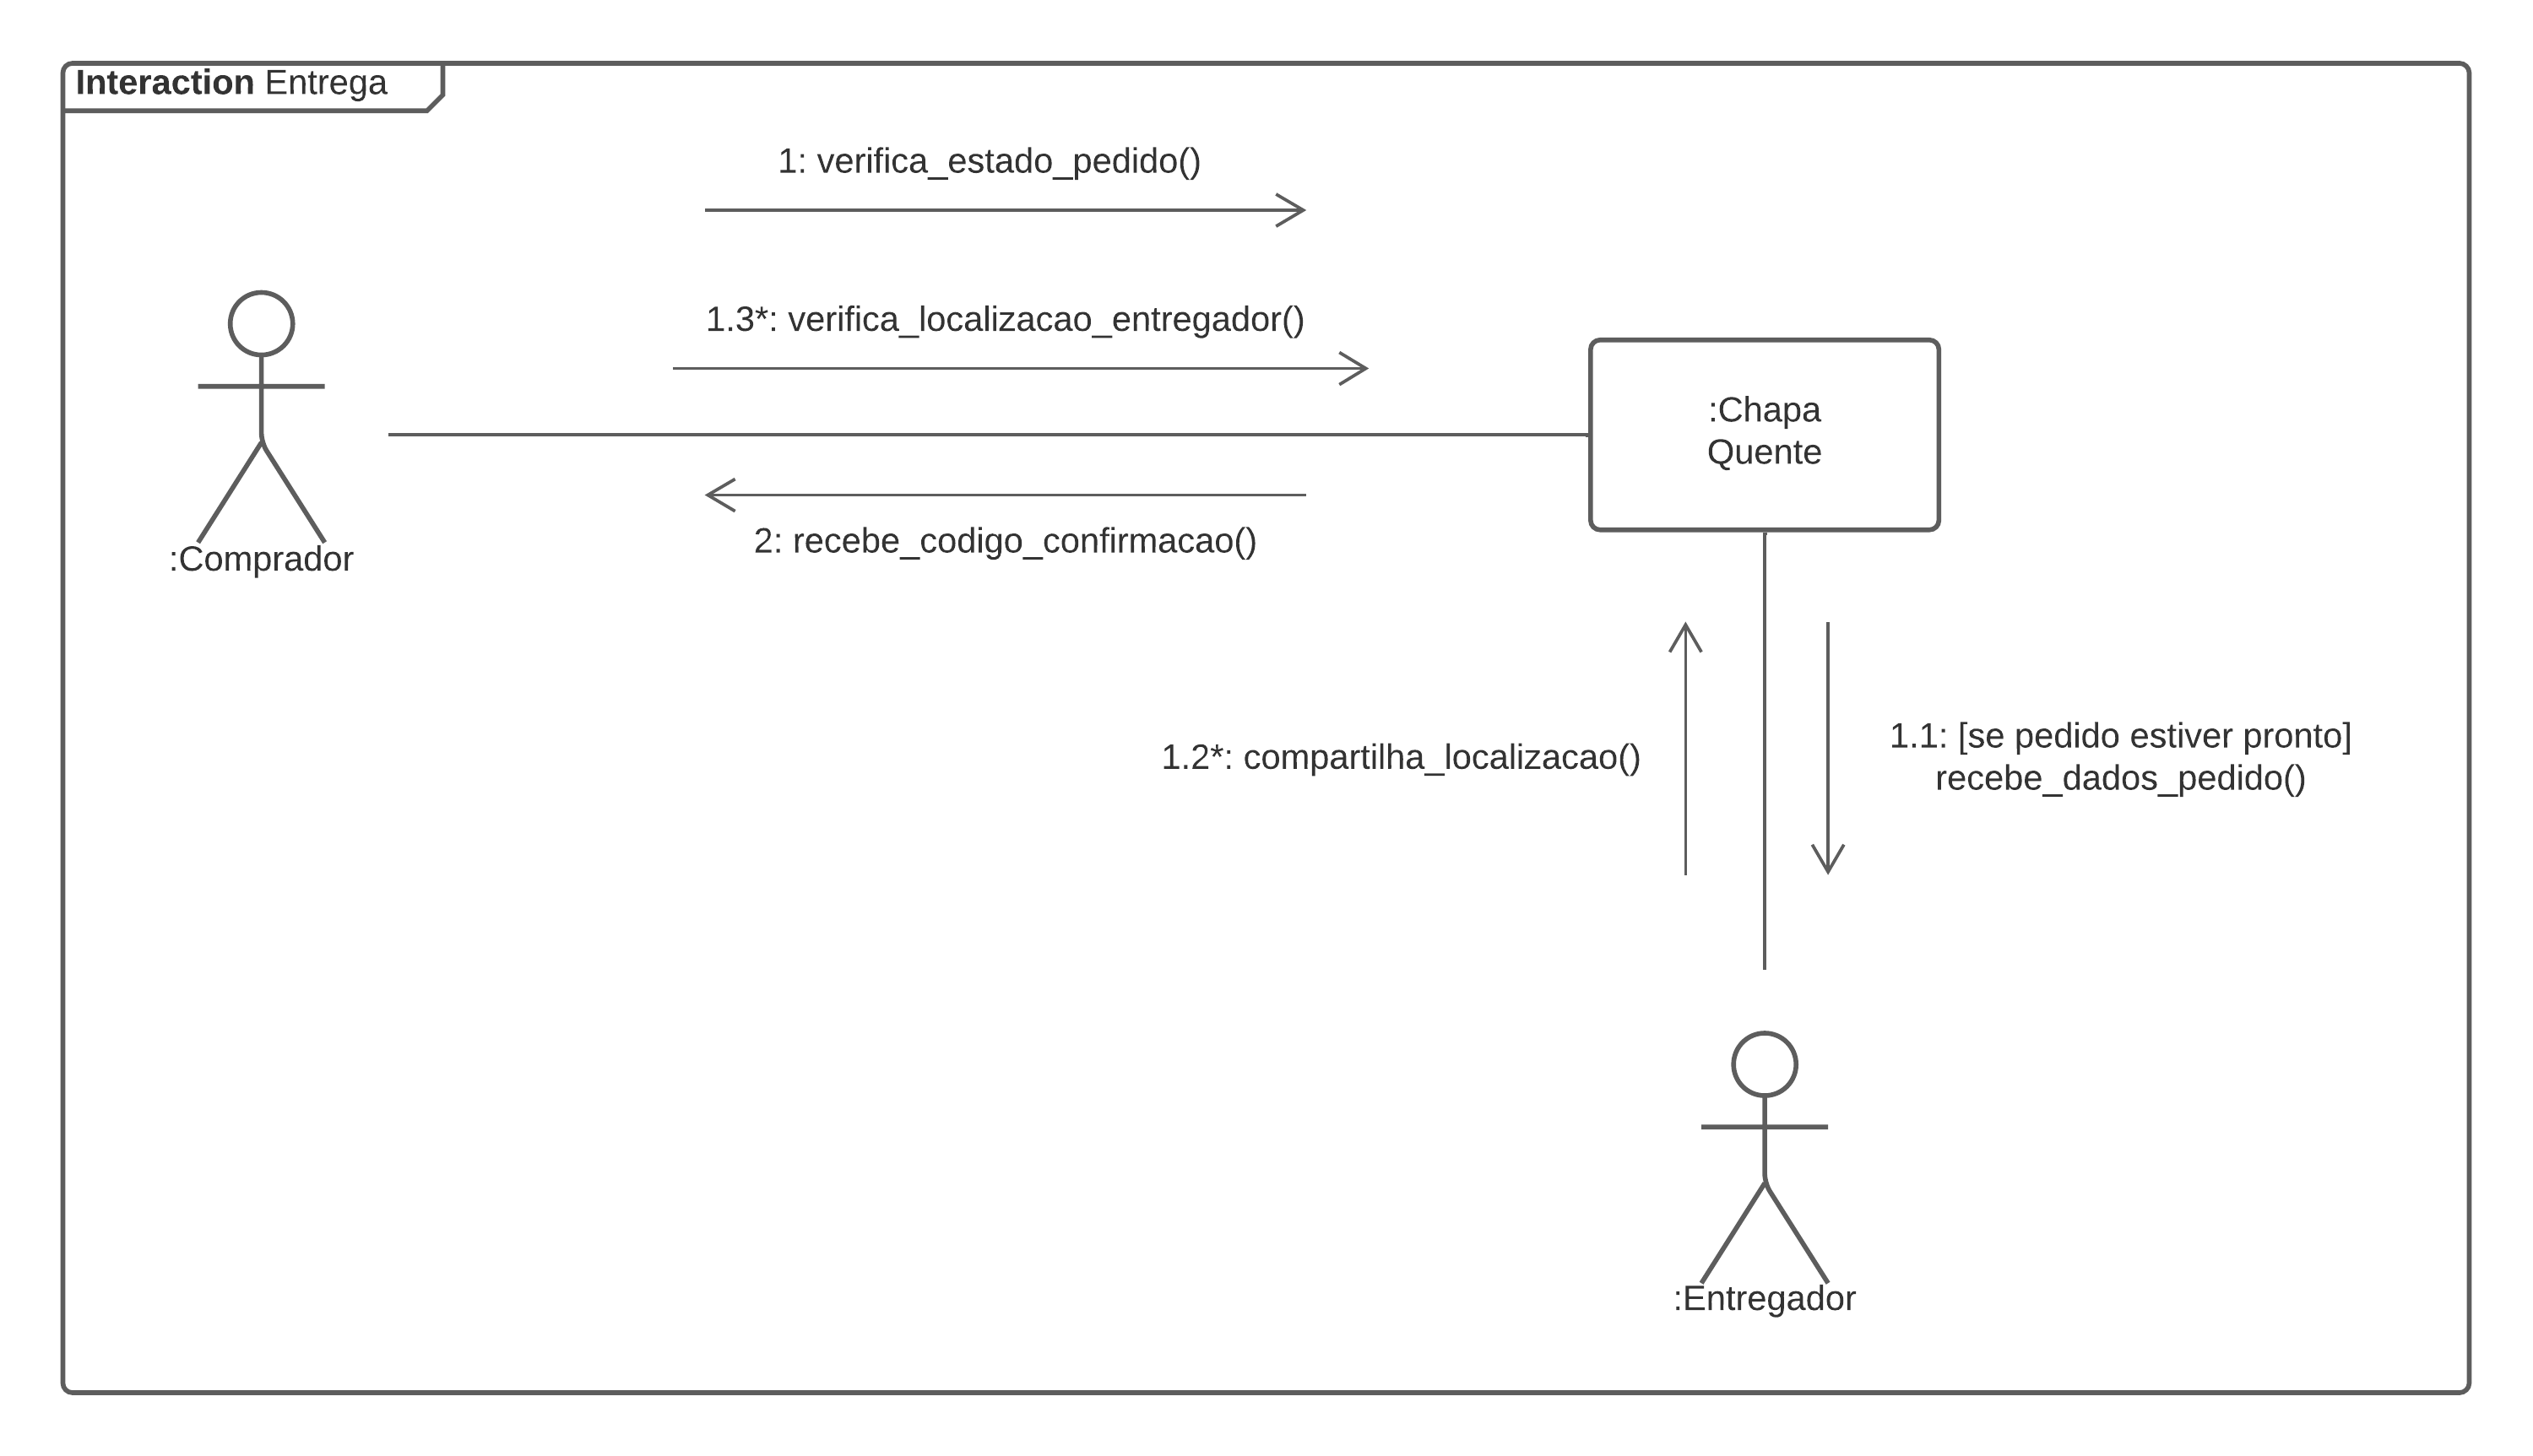 Interaction Entrega
1: verifica_estado_pedido()
1.3*: verifica_localizacao_entregador()
:Chapa
Quente
2: recebe_codigo_confirmacao()
:Comprador
1.2*: compartilha_localizacao()
1.1: [se pedido estiver pronto]
recebe_dados_pedido()
:Entregador